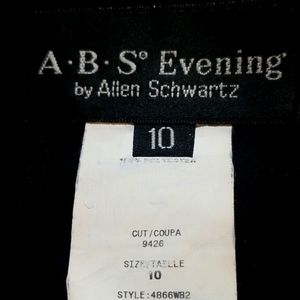 A·B·S® Evening
by Allen Schwartz
10
CUT/COUPA
9426
SIZE/TAILLE
10
STYLE:4866WB2